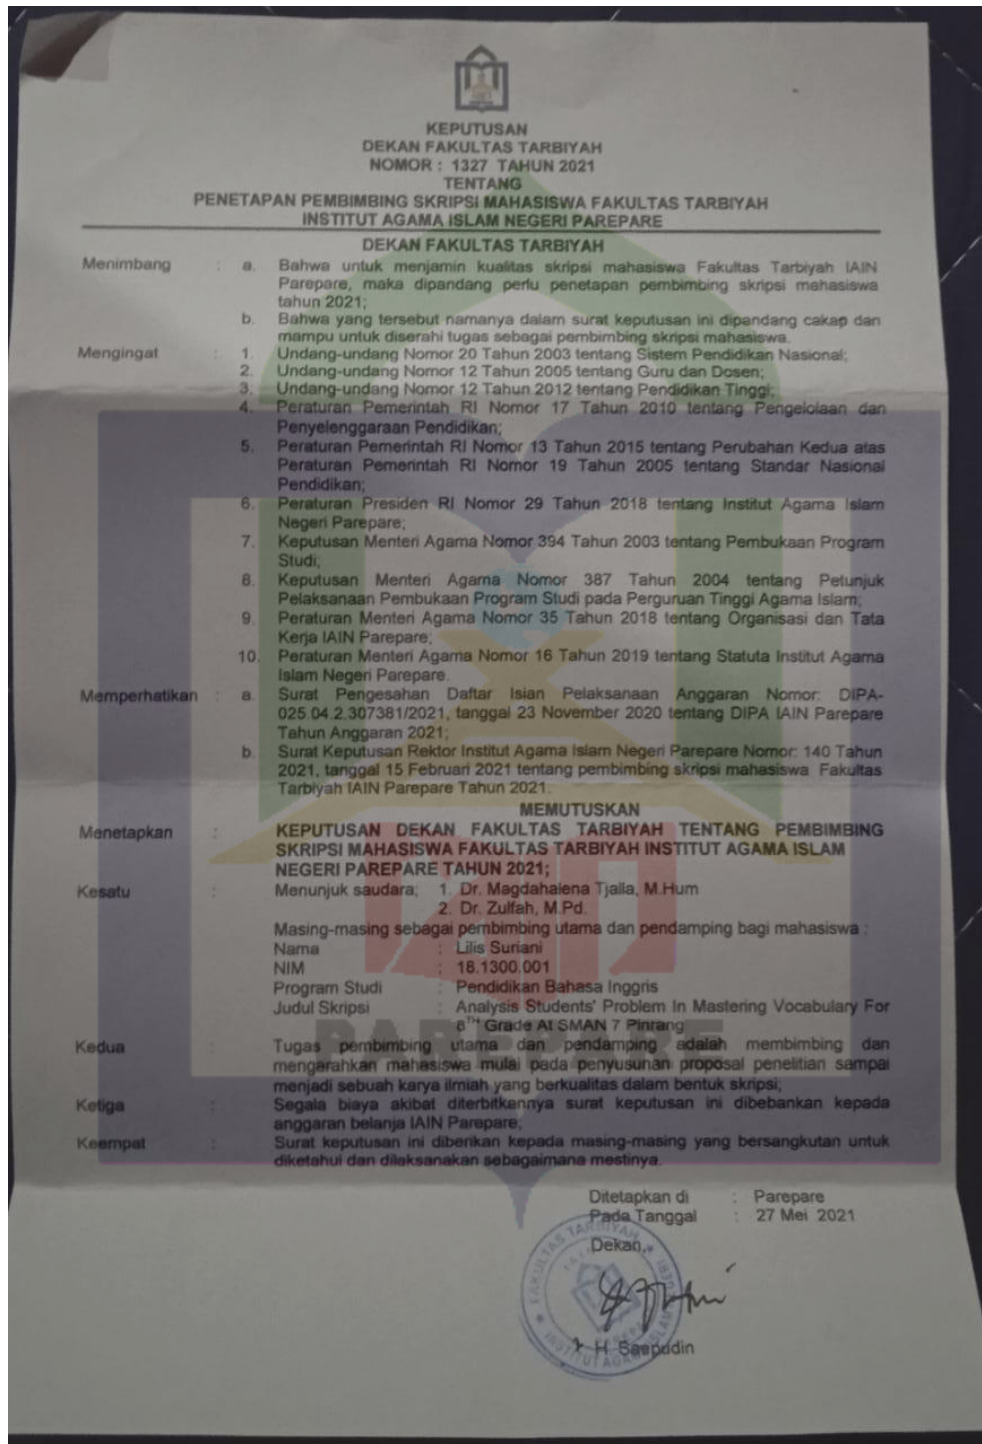 KEPUTUSAN
DEKAN FAKULTAS TARBIYAH
NOMOR : 1327 TAHUN 2021
TENTANG
PENETAPAN PEMBIMBING SKRIPSI MAHASISWA FAKULTAS TARBIYAH
INSTITUT AGAMA ISLAM NEGERI PAREPARE
DEKAN FAKULTAS TARBIYAH
Menimbang : a. Bahwa untuk menjamin kualitas skripsi mahasiswa Fakultas Tarbiyah IAIN
Parepare, maka dipandang perlu penetapan pembimbing skripsi mahasiswa
tahun 2021;
b. Bahwa yang tersebut namanya dalam surat keputusan ini dipandang cakap dan
mampu untuk diserahi tugas sebagai pembimbing skripsi mahasiswa.
Mengingat : 1. Undang-undang Nomor 20 Tahun 2003 tentang Sistem Pendidikan Nasional;
2. Undang-undang Nomor 12 Tahun 2005 tentang Guru dan Dosen;
3. Undang-undang Nomor 12 Tahun 2012 tentang Pendidikan Tinggi;
4. Peraturan Pemerintah RI Nomor 17 Tahun 2010 tentang Pengelolaan dan
Penyelenggaraan Pendidikan;
5. Peraturan Pemerintah RI Nomor 13 Tahun 2015 tentang Perubahan Kedua atas
Peraturan Pemerintah RI Nomor 19 Tahun 2005 tentang Standar Nasional
Pendidikan;
6. Peraturan Presiden RI Nomor 29 Tahun 2018 tentang Institut Agama Islam
Negeri Parepare;
7. Keputusan Menteri Agama Nomor 394 Tahun 2003 tentang Pembukaan Program
Studi;
8. Keputusan Menteri Agama Nomor 387 Tahun 2004 tentang Petunjuk
Pelaksanaan Pembukaan Program Studi pada Perguruan Tinggi Agama Islam;
9. Peraturan Menteri Agama Nomor 35 Tahun 2018 tentang Organisasi dan Tata
Kerja IAIN Parepare;
10. Peraturan Menteri Agama Nomor 16 Tahun 2019 tentang Statuta Institut Agama
Islam Negeri Parepare.
Memperhatikan : a. Surat Pengesahan Daftar Isian Pelaksanaan Anggaran Nomor: DIPA-
025.04.2.307381/2021, tanggal 23 November 2020 tentang DIPA IAIN Parepare
Tahun Anggaran 2021;
b. Surat Keputusan Rektor Institut Agama Islam Negeri Parepare Nomor: 140 Tahun
2021, tanggal 15 Februari 2021 tentang pembimbing skripsi mahasiswa Fakultas
Tarbiyah IAIN Parepare Tahun 2021.
MEMUTUSKAN
Menetapkan : KEPUTUSAN DEKAN FAKULTAS TARBIYAH TENTANG PEMBIMBING
SKRIPSI MAHASISWA FAKULTAS TARBIYAH INSTITUT AGAMA ISLAM
NEGERI PAREPARE TAHUN 2021;
Kesatu : Menunjuk saudara; 1. Dr. Magdahalena Tjalla, M.Hum
2. Dr. Zulfah, M.Pd.
Masing-masing sebagai pembimbing utama dan pendamping bagi mahasiswa :
Nama : Lilis Suriani
NIM : 18.1300.001
Program Studi : Pendidikan Bahasa Inggris
Judul Skripsi : Analysis Students' Problem In Mastering Vocabulary For
8TH Grade At SMAN 7 Pinrang
PAREPARE
Kedua : Tugas pembimbing utama dan pendamping adalah membimbing dan
mengarahkan mahasiswa mulai pada penyusunan proposal penelitian sampai
menjadi sebuah karya ilmiah yang berkualitas dalam bentuk skripsi;
Ketiga : Segala biaya akibat diterbitkannya surat keputusan ini dibebankan kepada
anggaran belanja IAIN Parepare;
Keempat : Surat keputusan ini diberikan kepada masing-masing yang bersangkutan untuk
diketahui dan dilaksanakan sebagaimana mestinya.
Ditetapkan di : Parepare
Pada Tanggal : 27 Mei 2021
Dekan,
FAKULTAS TARBIYAH
INSTITUT AGAMA ISLAM
H. Saepudin